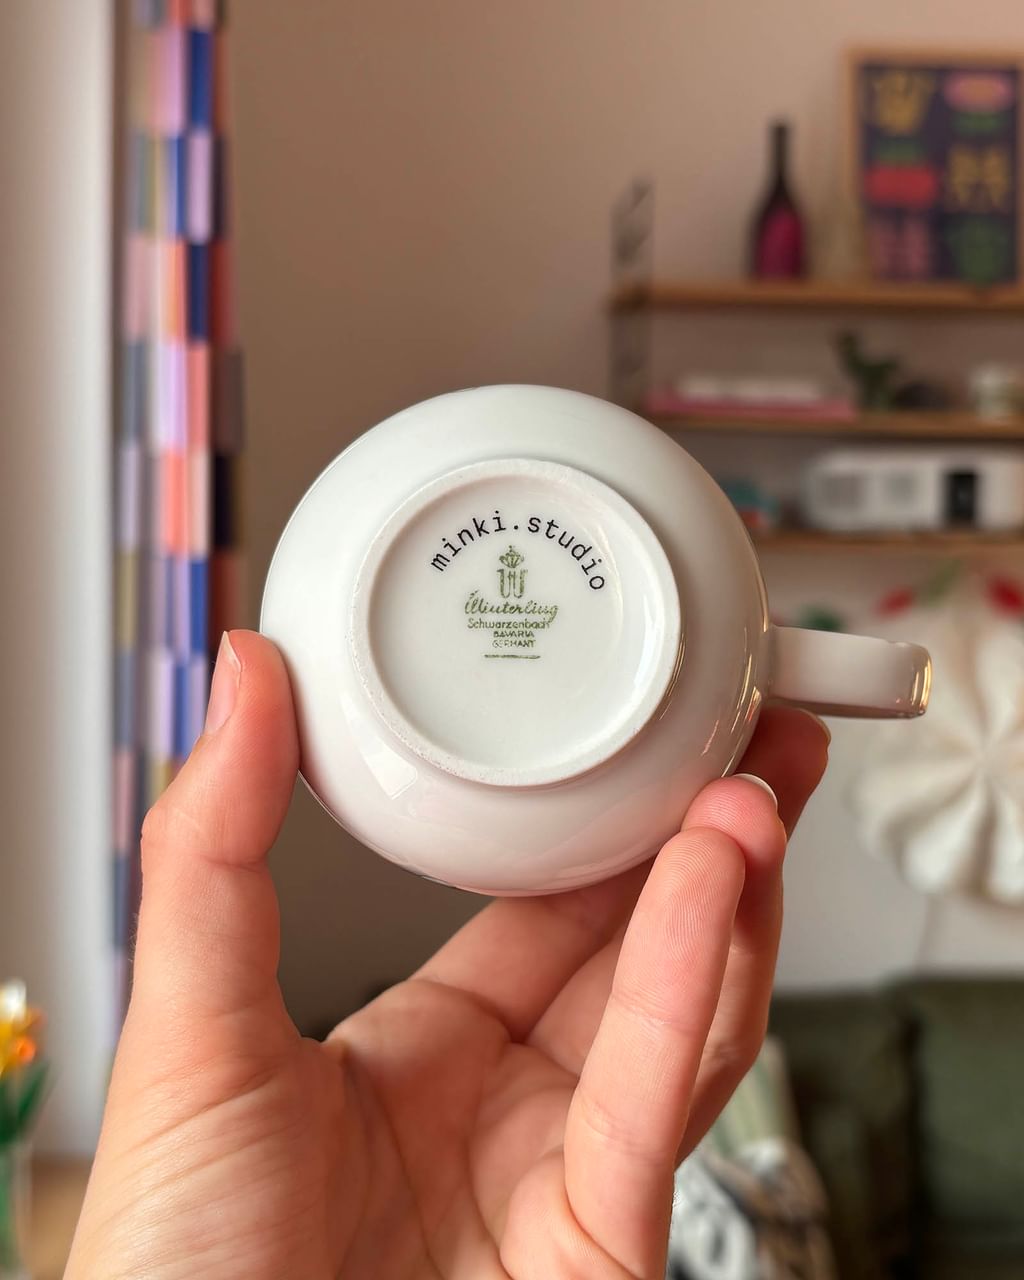 minki.studio
Winterling
Schwarzenbach
BAVARIA
GERMANY